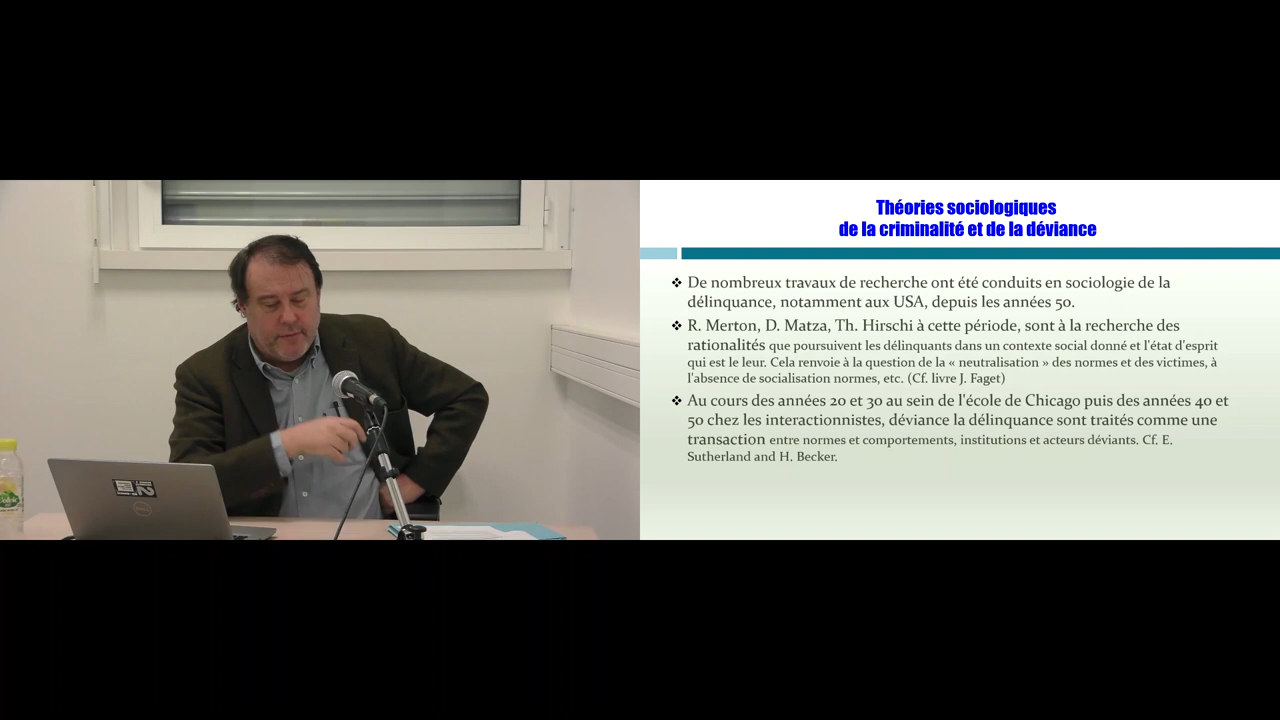 Théories sociologiques
de la criminalité et de la déviance
De nombreux travaux de recherche ont été conduits en sociologie de la
délinquance, notamment aux USA, depuis les années 50.
R. Merton, D. Matza, Th. Hirschi à cette période, sont à la recherche des
rationalités que poursuivent les délinquants dans un contexte social donné et l'état d'esprit
qui est le leur. Cela renvoie à la question de la « neutralisation » des normes et des victimes, à
l'absence de socialisation normes, etc. (Cf. livre J. Faget)
Au cours des années 20 et 30 au sein de l'école de Chicago puis des années 40 et
50 chez les interactionnistes, déviance la délinquance sont traités comme une
transaction entre normes et comportements, institutions et acteurs déviants. Cf. E.
Sutherland and H. Becker.
DELL
Volvic